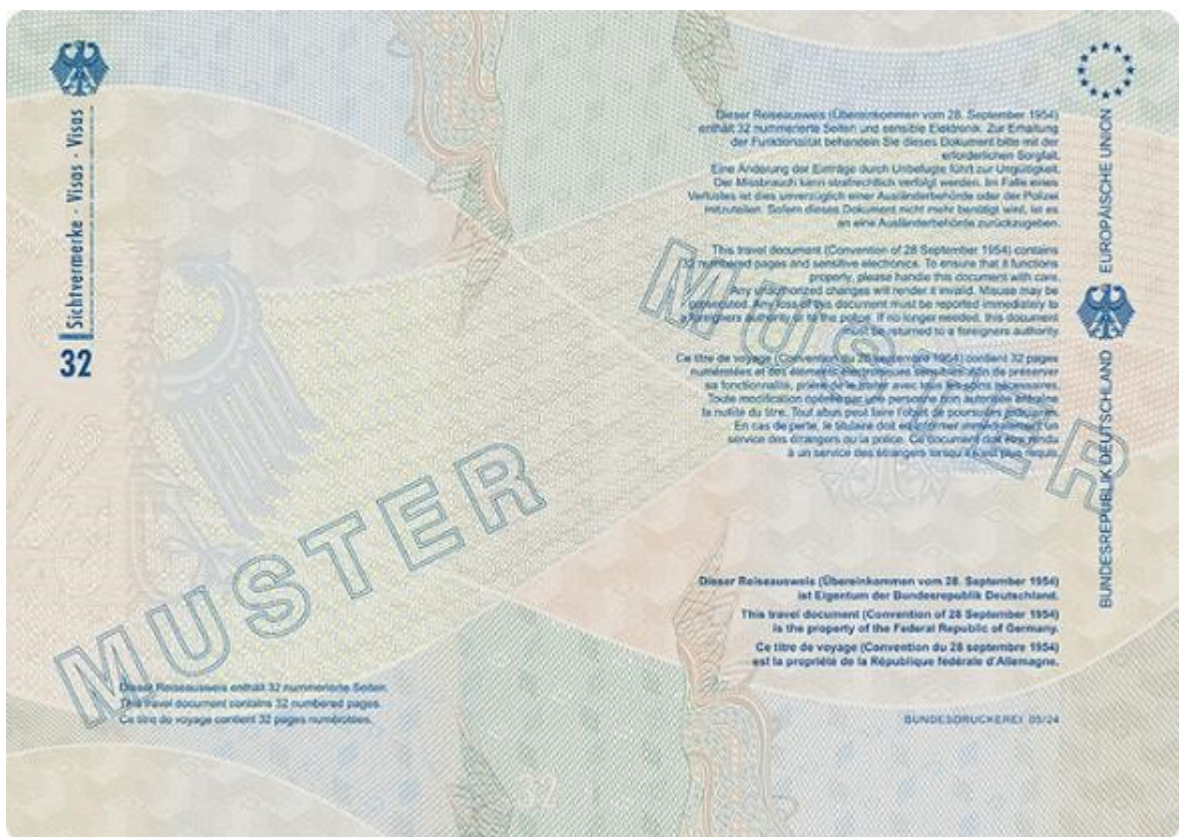 Sichtvermerke · Visas · Visas
32
MUSTER
Dieser Reiseausweis enthält 32 nummerierte Seiten.
This travel document contains 32 numbered pages.
Ce titre de voyage contient 32 pages numérotées.
32
Dieser Reiseausweis (Übereinkommen vom 28. September 1954)
enthält 32 nummerierte Seiten und sensible Elektronik. Zur Erhaltung
der Funktionalität behandeln Sie dieses Dokument bitte mit der
erforderlichen Sorgfalt.
Eine Änderung der Einträge durch Unbefugte führt zur Ungültigkeit.
Der Missbrauch kann strafrechtlich verfolgt werden. Im Falle eines
Verlustes ist dies unverzüglich einer Ausländerbehörde oder der Polizei
mitzuteilen. Sofern dieses Dokument nicht mehr benötigt wird, ist es
an eine Ausländerbehörde zurückzugeben.
This travel document (Convention of 28 September 1954) contains
32 numbered pages and sensitive electronics. To ensure that it functions
properly, please handle this document with care.
Any unauthorized changes will render it invalid. Misuse may be
prosecuted. Any loss of this document must be reported immediately to
a foreigners authority or to the police. If no longer needed, this document
must be returned to a foreigners authority.
Ce titre de voyage (Convention du 28 septembre 1954) contient 32 pages
numérotées et des éléments électroniques sensibles. Afin de préserver
sa fonctionnalité, prière de le traiter avec tous les soins nécessaires.
Toute modification opérée par une personne non autorisée entraîne
la nullité du titre. Tout abus peut faire l'objet de poursuites judiciaires.
En cas de perte, le titulaire doit en informer immédiatement un
service des étrangers ou la police. Ce document doit être rendu
à un service des étrangers lorsqu'il n'est plus requis.
MUSTER
Dieser Reiseausweis (Übereinkommen vom 28. September 1954)
ist Eigentum der Bundesrepublik Deutschland.
This travel document (Convention of 28 September 1954)
is the property of the Federal Republic of Germany.
Ce titre de voyage (Convention du 28 septembre 1954)
est la propriété de la République fédérale d'Allemagne.
BUNDESDRUCKEREI 05/24
BUNDESREPUBLIK DEUTSCHLAND EUROPÄISCHE UNION